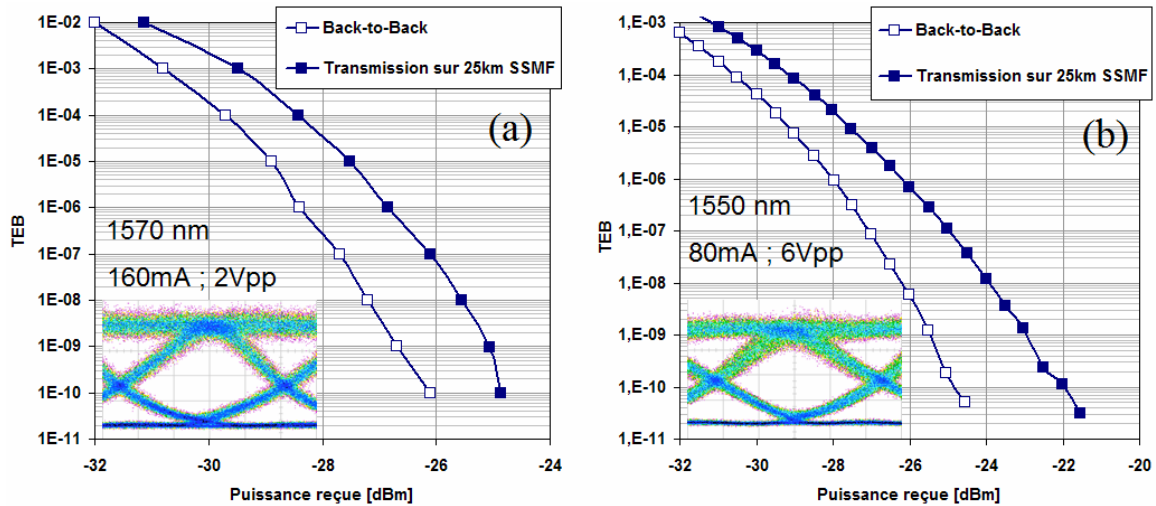 1E-02
1E-03
1E-04
1E-05
1E-06
1E-07
1E-08
1E-09
1E-10
1E-11
TEB
Back-to-Back
Transmission sur 25km SSMF
(a)
1570 nm
160mA ; 2Vpp
-32
-30
-28
-26
-24
Puissance reçue [dBm]
1,E-03
1,E-04
1,E-05
1,E-06
1,E-07
1,E-08
1,E-09
1,E-10
1,E-11
TEB
Back-to-Back
Transmission sur 25km SSMF
(b)
1550 nm
80mA ; 6Vpp
-32
-30
-28
-26
-24
-22
-20
Puissance reçue [dBm]